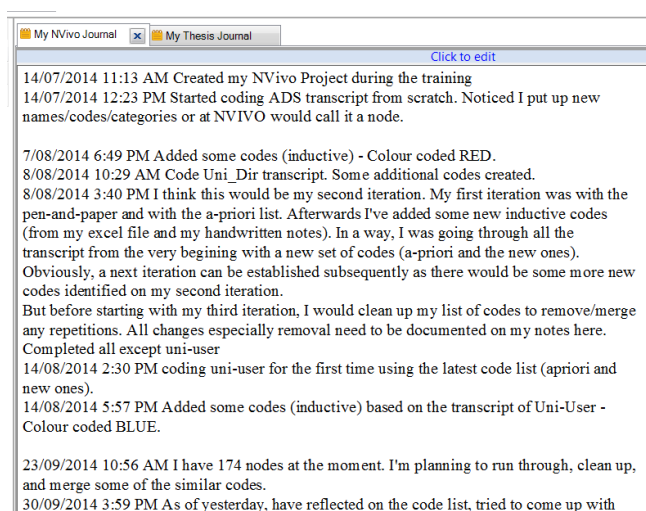 My NVivo Journal x My Thesis Journal
Click to edit
14/07/2014 11:13 AM Created my NVivo Project during the training
14/07/2014 12:23 PM Started coding ADS transcript from scratch. Noticed I put up new
names/codes/categories or at NVIVO would call it a node.
7/08/2014 6:49 PM Added some codes (inductive) - Colour coded RED.
8/08/2014 10:29 AM Code Uni_Dir transcript. Some additional codes created.
8/08/2014 3:40 PM I think this would be my second iteration. My first iteration was with the
pen-and-paper and with the a-priori list. Afterwards I've added some new inductive codes
(from my excel file and my handwritten notes). In a way, I was going through all the
transcript from the very begining with a new set of codes (a-priori and the new ones).
Obviously, a next iteration can be established subsequently as there would be some more new
codes identified on my second iteration.
But before starting with my third iteration, I would clean up my list of codes to remove/merge
any repetitions. All changes especially removal need to be documented on my notes here.
Completed all except uni-user
14/08/2014 2:30 PM coding uni-user for the first time using the latest code list (apriori and
new ones).
14/08/2014 5:57 PM Added some codes (inductive) based on the transcript of Uni-User -
Colour coded BLUE.
23/09/2014 10:56 AM I have 174 nodes at the moment. I'm planning to run through, clean up,
and merge some of the similar codes.
30/09/2014 3:59 PM As of yesterday, have reflected on the code list, tried to come up with